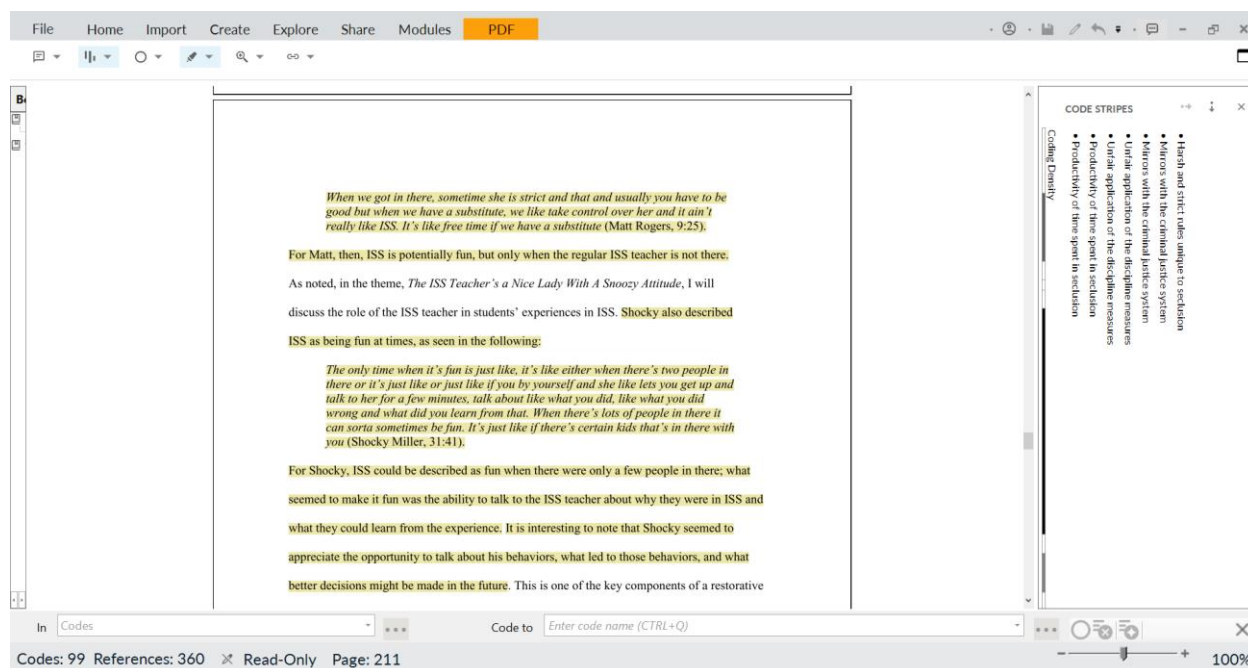 File Home Import Create Explore Share Modules PDF
B
When we got in there, sometime she is strict and that and usually you have to be
good but when we have a substitute, we like take control over her and it ain't
really like ISS. It's like free time if we have a substitute (Matt Rogers, 9:25).
For Matt, then, ISS is potentially fun, but only when the regular ISS teacher is not there.
As noted, in the theme, The ISS Teacher's a Nice Lady With A Snoozy Attitude, I will
discuss the role of the ISS teacher in students' experiences in ISS. Shocky also described
ISS as being fun at times, as seen in the following:
The only time when it's fun is just like, it's like either when there's two people in
there or it's just like or just like if you by yourself and she like lets you get up and
talk to her for a few minutes, talk about like what you did, like what you did
wrong and what did you learn from that. When there's lots of people in there it
can sorta sometimes be fun. It's just like if there's certain kids that's in there with
you (Shocky Miller, 31:41).
For Shocky, ISS could be described as fun when there were only a few people in there; what
seemed to make it fun was the ability to talk to the ISS teacher about why they were in ISS and
what they could learn from the experience. It is interesting to note that Shocky seemed to
appreciate the opportunity to talk about his behaviors, what led to those behaviors, and what
better decisions might be made in the future. This is one of the key components of a restorative
CODE STRIPES
• Harsh and strict rules unique to seclusion
• Mirrors with the criminal justice system
• Mirrors with the criminal justice system
• Unfair application of the discipline measures
• Unfair application of the discipline measures
• Productivity of time spent in seclusion
• Productivity of time spent in seclusion
Coding Density
In Codes ••• Code to Enter code name (CTRL+Q) •••
Codes: 99 References: 360 Read-Only Page: 211 100%